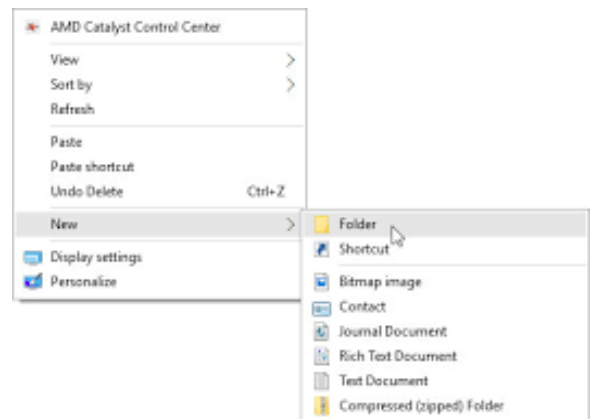 AMD Catalyst Control Center
View
Sort by
Refresh
Paste
Paste shortcut
Undo Delete Ctrl+Z
New
Display settings
Personalize
Folder
Shortcut
Bitmap image
Contact
Journal Document
Rich Text Document
Text Document
Compressed (zipped) Folder